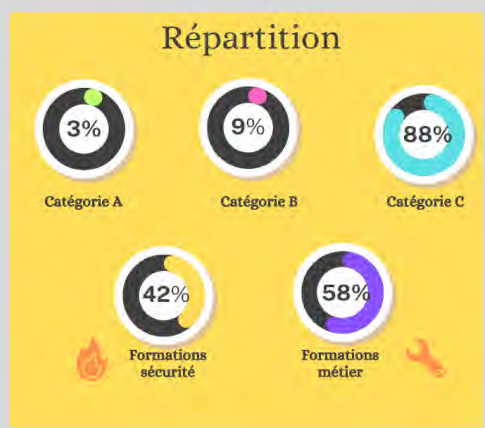 Répartition
3%
9%
88%
Catégorie A
Catégorie B
Catégorie C
42%
58%
Formations
sécurité
Formations
métier